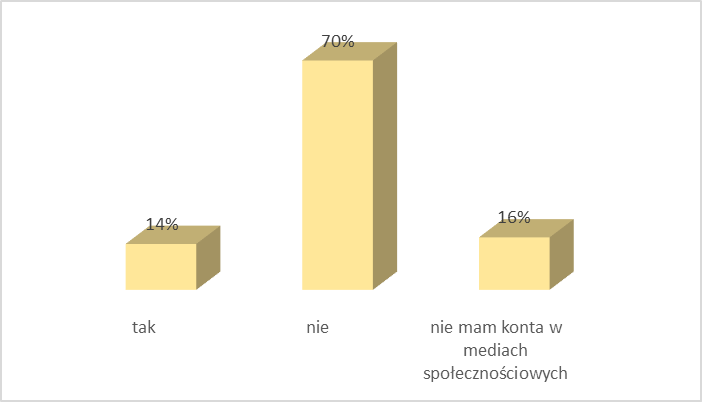 70%
14%
16%
tak
nie
nie mam konta w
mediach
społecznościowych